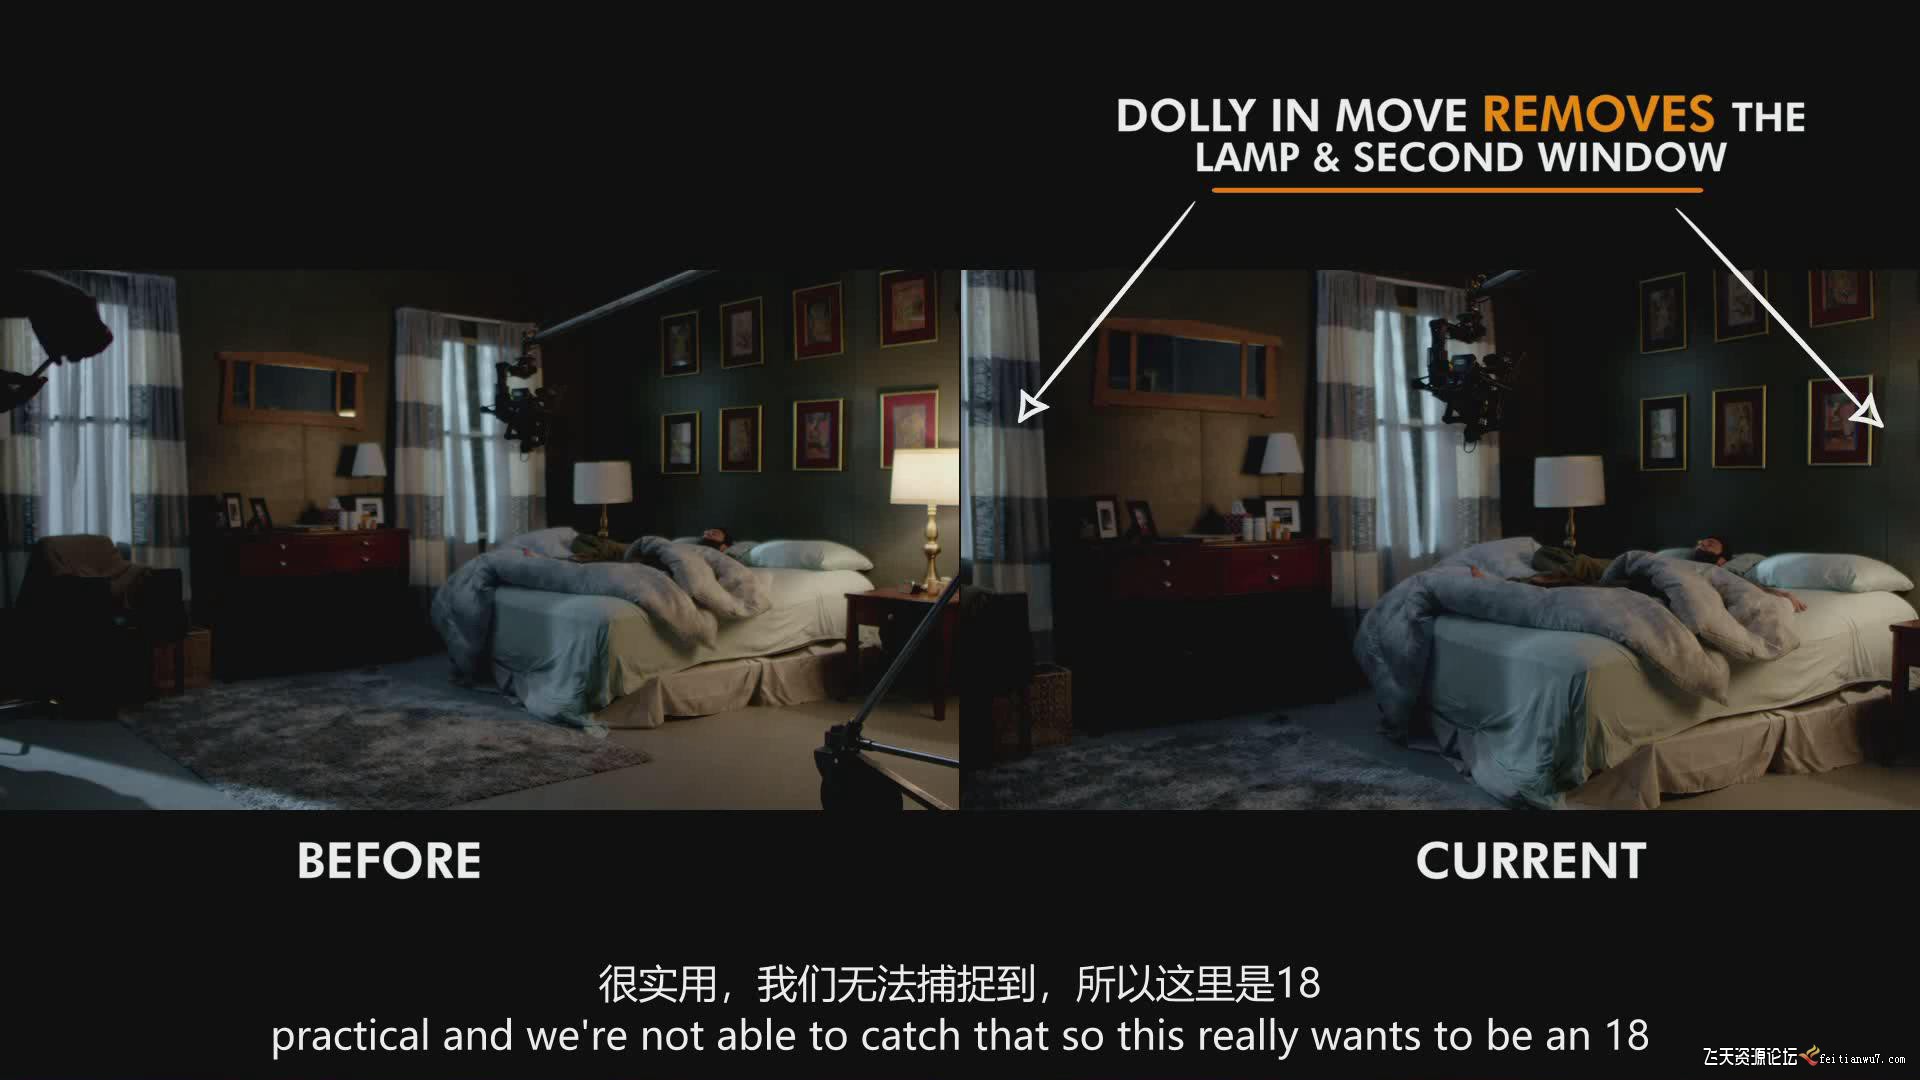 DOLLY IN MOVE REMOVES THE
LAMP & SECOND WINDOW
BEFORE
CURRENT
很实用，我们无法捕捉到，所以这里是18
practical and we're not able to catch that so this really wants to be an 18
飞天资源论坛 feitianwu7.com